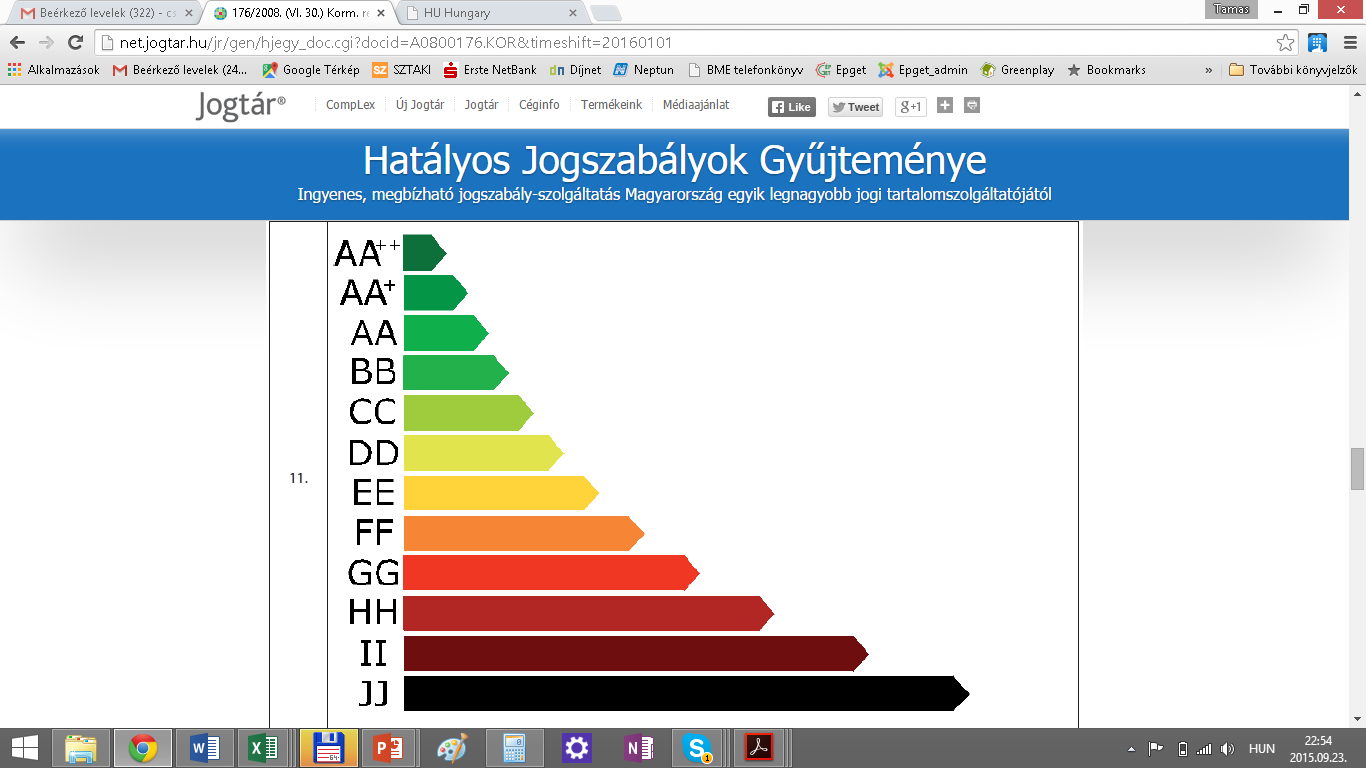 Beérkező levelek (322) - cs
176/2008. (VI. 30.) Korm. re
HU Hungary
Tamas
net.jogtar.hu/jr/gen/hjegy_doc.cgi?docid=A0800176.KOR&timeshift=20160101
Alkalmazások Beérkező levelek (24... Google Térkép SZ SZTAKI Erste NetBank dn Díjnet Neptun BME telefonkönyv Epget Epget_admin Greenplay Bookmarks » További könyvjelzők
Jogtár® CompLex Új Jogtár Jogtár Céginfo Termékeink Médiaajánlat Like Tweet g+1
Hatályos Jogszabályok Gyűjteménye
Ingyenes, megbízható jogszabály-szolgáltatás Magyarország egyik legnagyobb jogi tartalomszolgáltatójától
AA++
AA+
AA
BB
CC
DD
11.
EE
FF
GG
HH
II
JJ
HUN
22:54
2015.09.23.